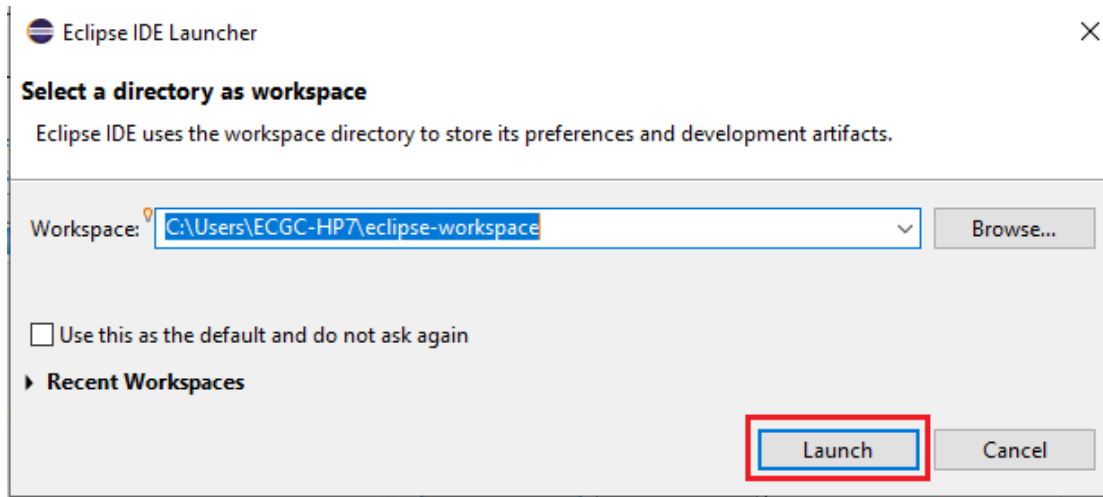 Eclipse IDE Launcher
Select a directory as workspace
Eclipse IDE uses the workspace directory to store its preferences and development artifacts.
Workspace: C:\Users\ECGC-HP7\eclipse-workspace Browse...
Use this as the default and do not ask again
Recent Workspaces
Launch Cancel